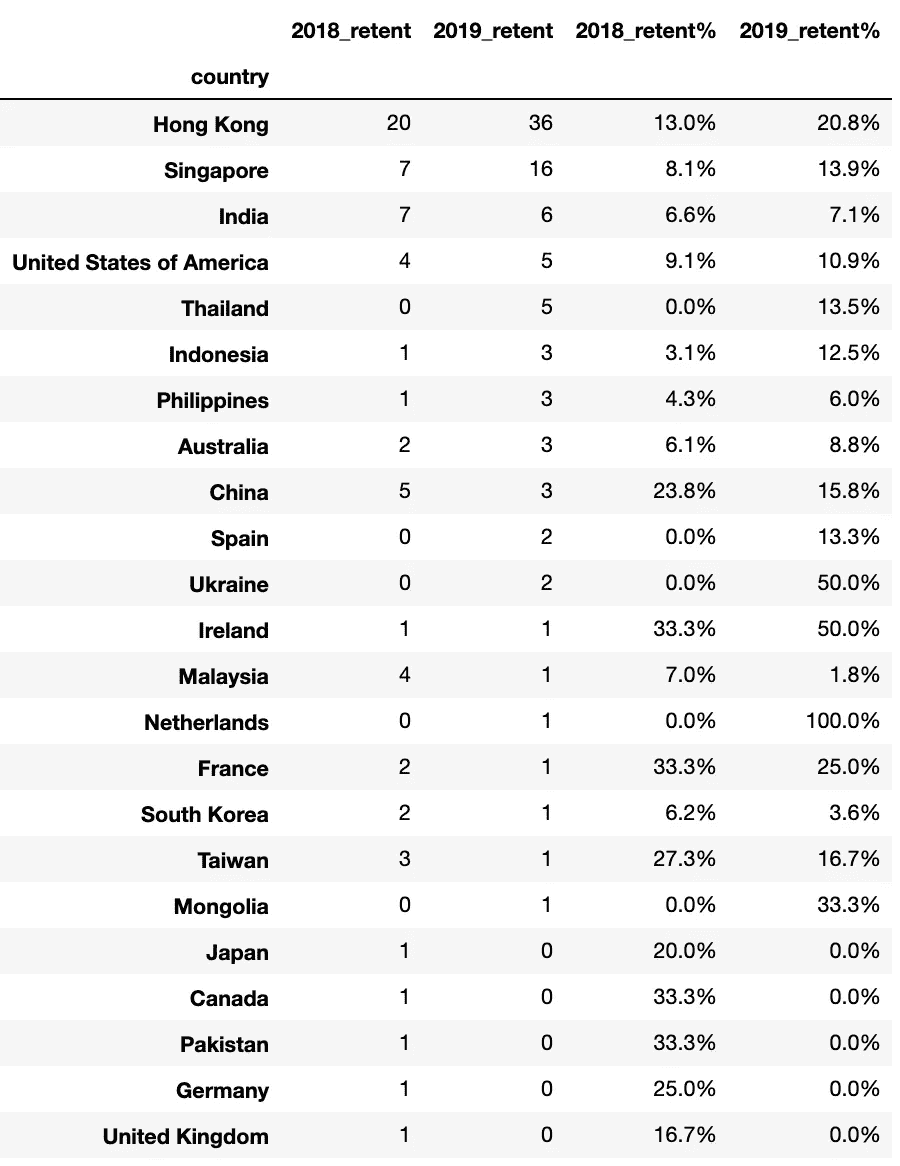 2018_retent 2019_retent 2018_retent% 2019_retent%
country
Hong Kong 20 36 13.0% 20.8%
Singapore 7 16 8.1% 13.9%
India 7 6 6.6% 7.1%
United States of America 4 5 9.1% 10.9%
Thailand 0 5 0.0% 13.5%
Indonesia 1 3 3.1% 12.5%
Philippines 1 3 4.3% 6.0%
Australia 2 3 6.1% 8.8%
China 5 3 23.8% 15.8%
Spain 0 2 0.0% 13.3%
Ukraine 0 2 0.0% 50.0%
Ireland 1 1 33.3% 50.0%
Malaysia 4 1 7.0% 1.8%
Netherlands 0 1 0.0% 100.0%
France 2 1 33.3% 25.0%
South Korea 2 1 6.2% 3.6%
Taiwan 3 1 27.3% 16.7%
Mongolia 0 1 0.0% 33.3%
Japan 1 0 20.0% 0.0%
Canada 1 0 33.3% 0.0%
Pakistan 1 0 33.3% 0.0%
Germany 1 0 25.0% 0.0%
United Kingdom 1 0 16.7% 0.0%